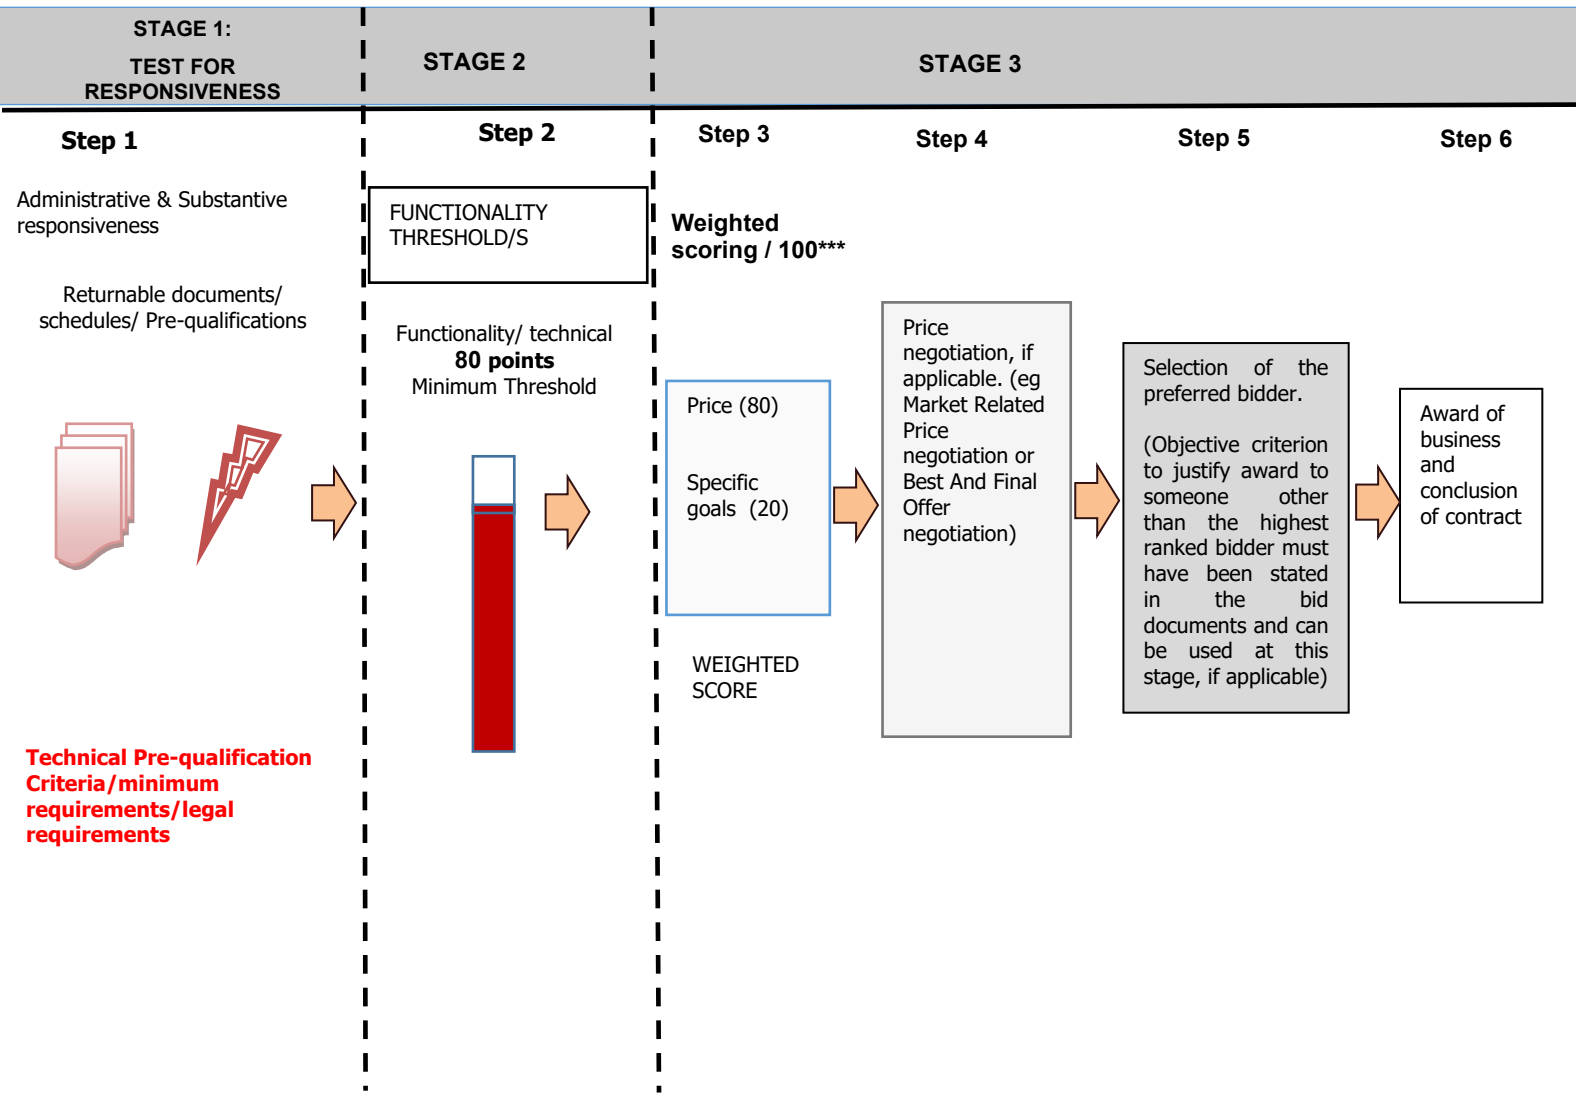 STAGE 1:
TEST FOR
RESPONSIVENESS
STAGE 2
STAGE 3
Step 1
Step 2
Step 3
Step 4
Step 5
Step 6
Administrative & Substantive
responsiveness
Returnable documents/
schedules/ Pre-qualifications
Technical Pre-qualification
Criteria/minimum
requirements/legal
requirements
FUNCTIONALITY
THRESHOLD/S
Functionality/ technical
80 points
Minimum Threshold
Weighted
scoring / 100***
Price (80)
Specific
goals (20)
WEIGHTED
SCORE
Price
negotiation, if
applicable. (eg
Market Related
Price
negotiation or
Best And Final
Offer
negotiation)
Selection of the
preferred bidder.
(Objective criterion
to justify award to
someone other
than the highest
ranked bidder must
have been stated
in the bid
documents and can
be used at this
stage, if applicable)
Award of
business
and
conclusion
of contract